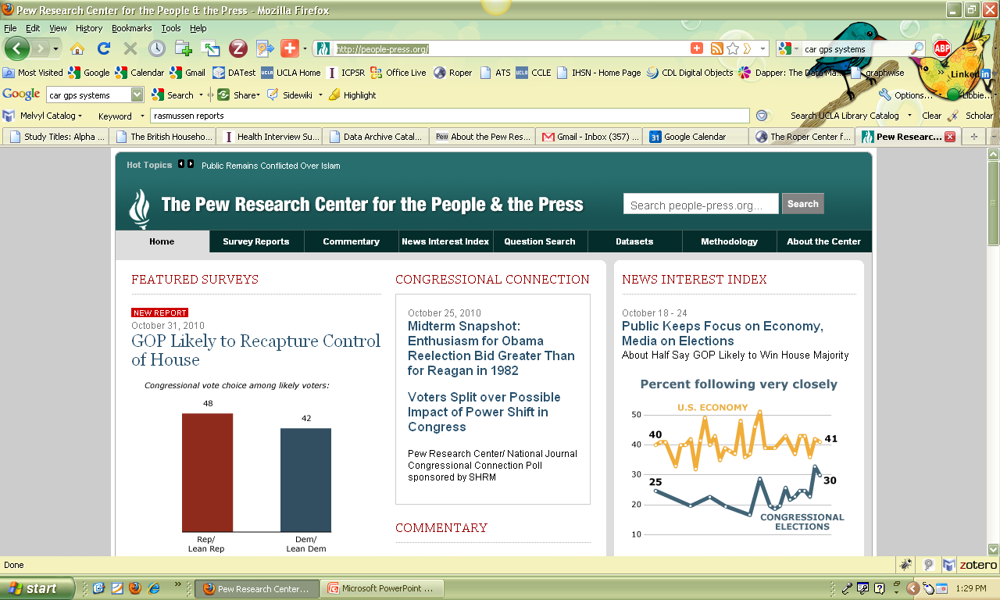 Pew Research Center for the People & the Press - Mozilla Firefox
File Edit View History Bookmarks Tools Help
http://people-press.org/
car gps systems
ABP
Most Visited Google Calendar Gmail DATest UCLA Home ICPSR Office Live Roper ATS CCLE IHSN - Home Page CDL Digital Objects Dapper: The Data Ma... graphwise Linked in
Google car gps systems Search Share Sidewiki Highlight Options...
Melvyl Catalog Keyword rasmussen reports Search UCLA Library Catalog Clear Scholar
Study Titles: Alpha ... The British Househo... Health Interview Su... Data Archive Catal... About the Pew Res... Gmail - Inbox (357) ... Google Calendar The Roper Center f... Pew Researc...
Hot Topics Public Remains Conflicted Over Islam
The Pew Research Center for the People & the Press
Search people-press.org... Search
Home Survey Reports Commentary News Interest Index Question Search Datasets Methodology About the Center
FEATURED SURVEYS
NEW REPORT
October 31, 2010
GOP Likely to Recapture Control
of House
Congressional vote choice among likely voters:
48
42
Rep/
Lean Rep
Dem/
Lean Dem
CONGRESSIONAL CONNECTION
October 25, 2010
Midterm Snapshot:
Enthusiasm for Obama
Reelection Bid Greater Than
for Reagan in 1982
Voters Split over Possible
Impact of Power Shift in
Congress
Pew Research Center/ National Journal
Congressional Connection Poll
sponsored by SHRM
COMMENTARY
NEWS INTEREST INDEX
October 18 - 24
Public Keeps Focus on Economy,
Media on Elections
About Half Say GOP Likely to Win House Majority
Percent following very closely
U.S. ECONOMY
50
40
41
40
30
25
30
20
CONGRESSIONAL
ELECTIONS
10
Done
zotero
start Pew Research Center... Microsoft PowerPoint ... 1:29 PM